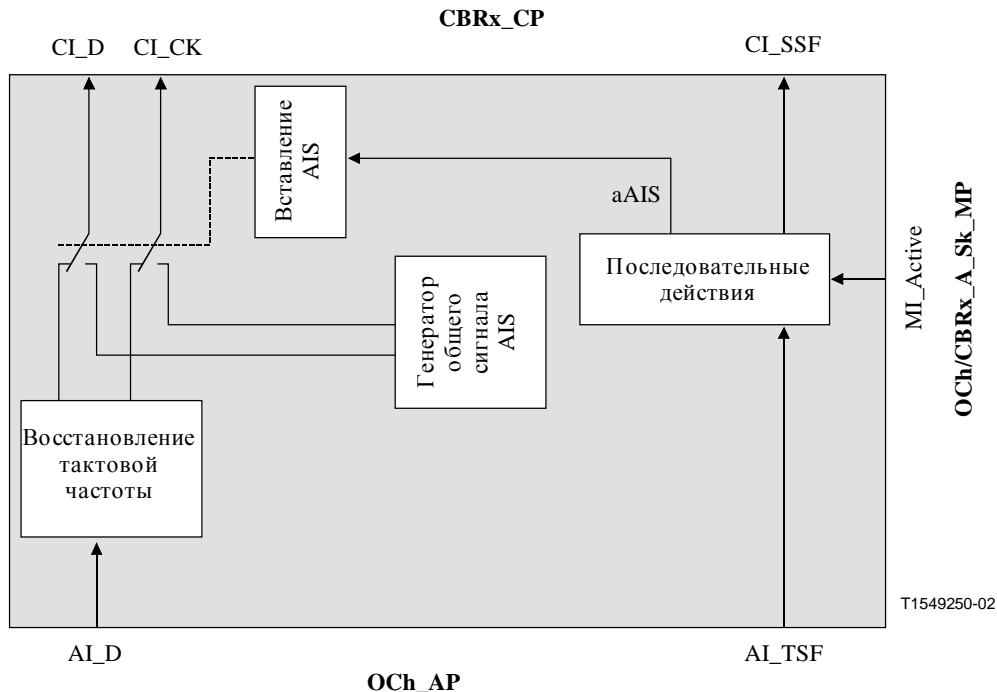 CBRx_CP
CI_D
CI_CK
CI_SSF
Вставление
AIS
aAIS
Последовательные
действия
MI_Active
OCh/CBRx_A_Sk_MP
Генератор
общего
сигнала
AIS
Восстановление
тактовой
частоты
T1549250-02
AI_D
AI_TSF
OCh_AP